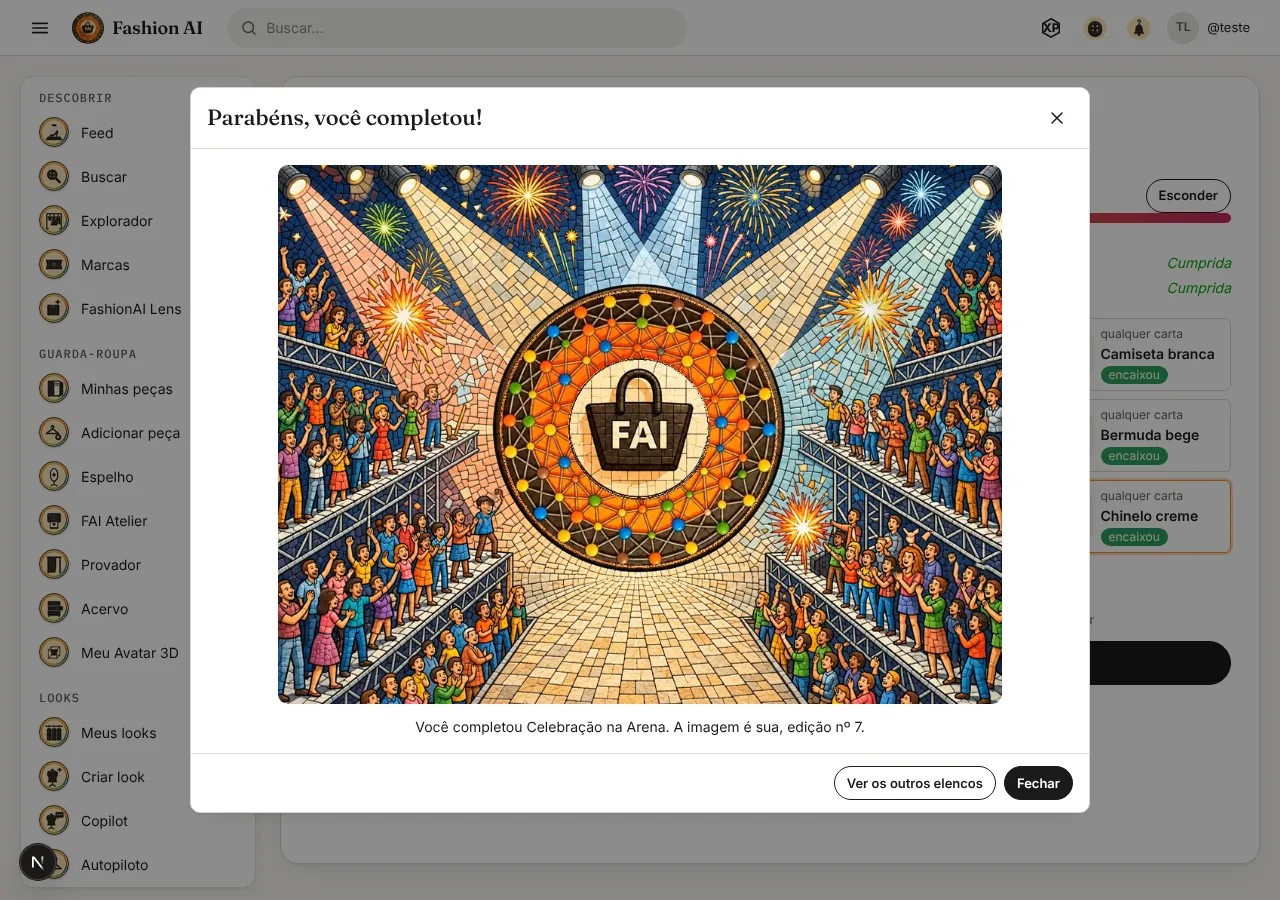 Fashion AI
Buscar...
XP
TL
@teste
DESCOBRIR
Feed
Buscar
Explorador
Marcas
FashionAI Lens
GUARDA-ROUPA
Minhas peças
Adicionar peça
Espelho
FAI Atelier
Provador
Acervo
Meu Avatar 3D
LOOKS
Meus looks
Criar look
Copilot
Autopiloto
N
Parabéns, você completou!
FAI
Você completou Celebração na Arena. A imagem é sua, edição nº 7.
Ver os outros elencos
Fechar
Esconder
Cumprida
Cumprida
qualquer carta
Camiseta branca
encaixou
qualquer carta
Bermuda bege
encaixou
qualquer carta
Chinelo creme
encaixou